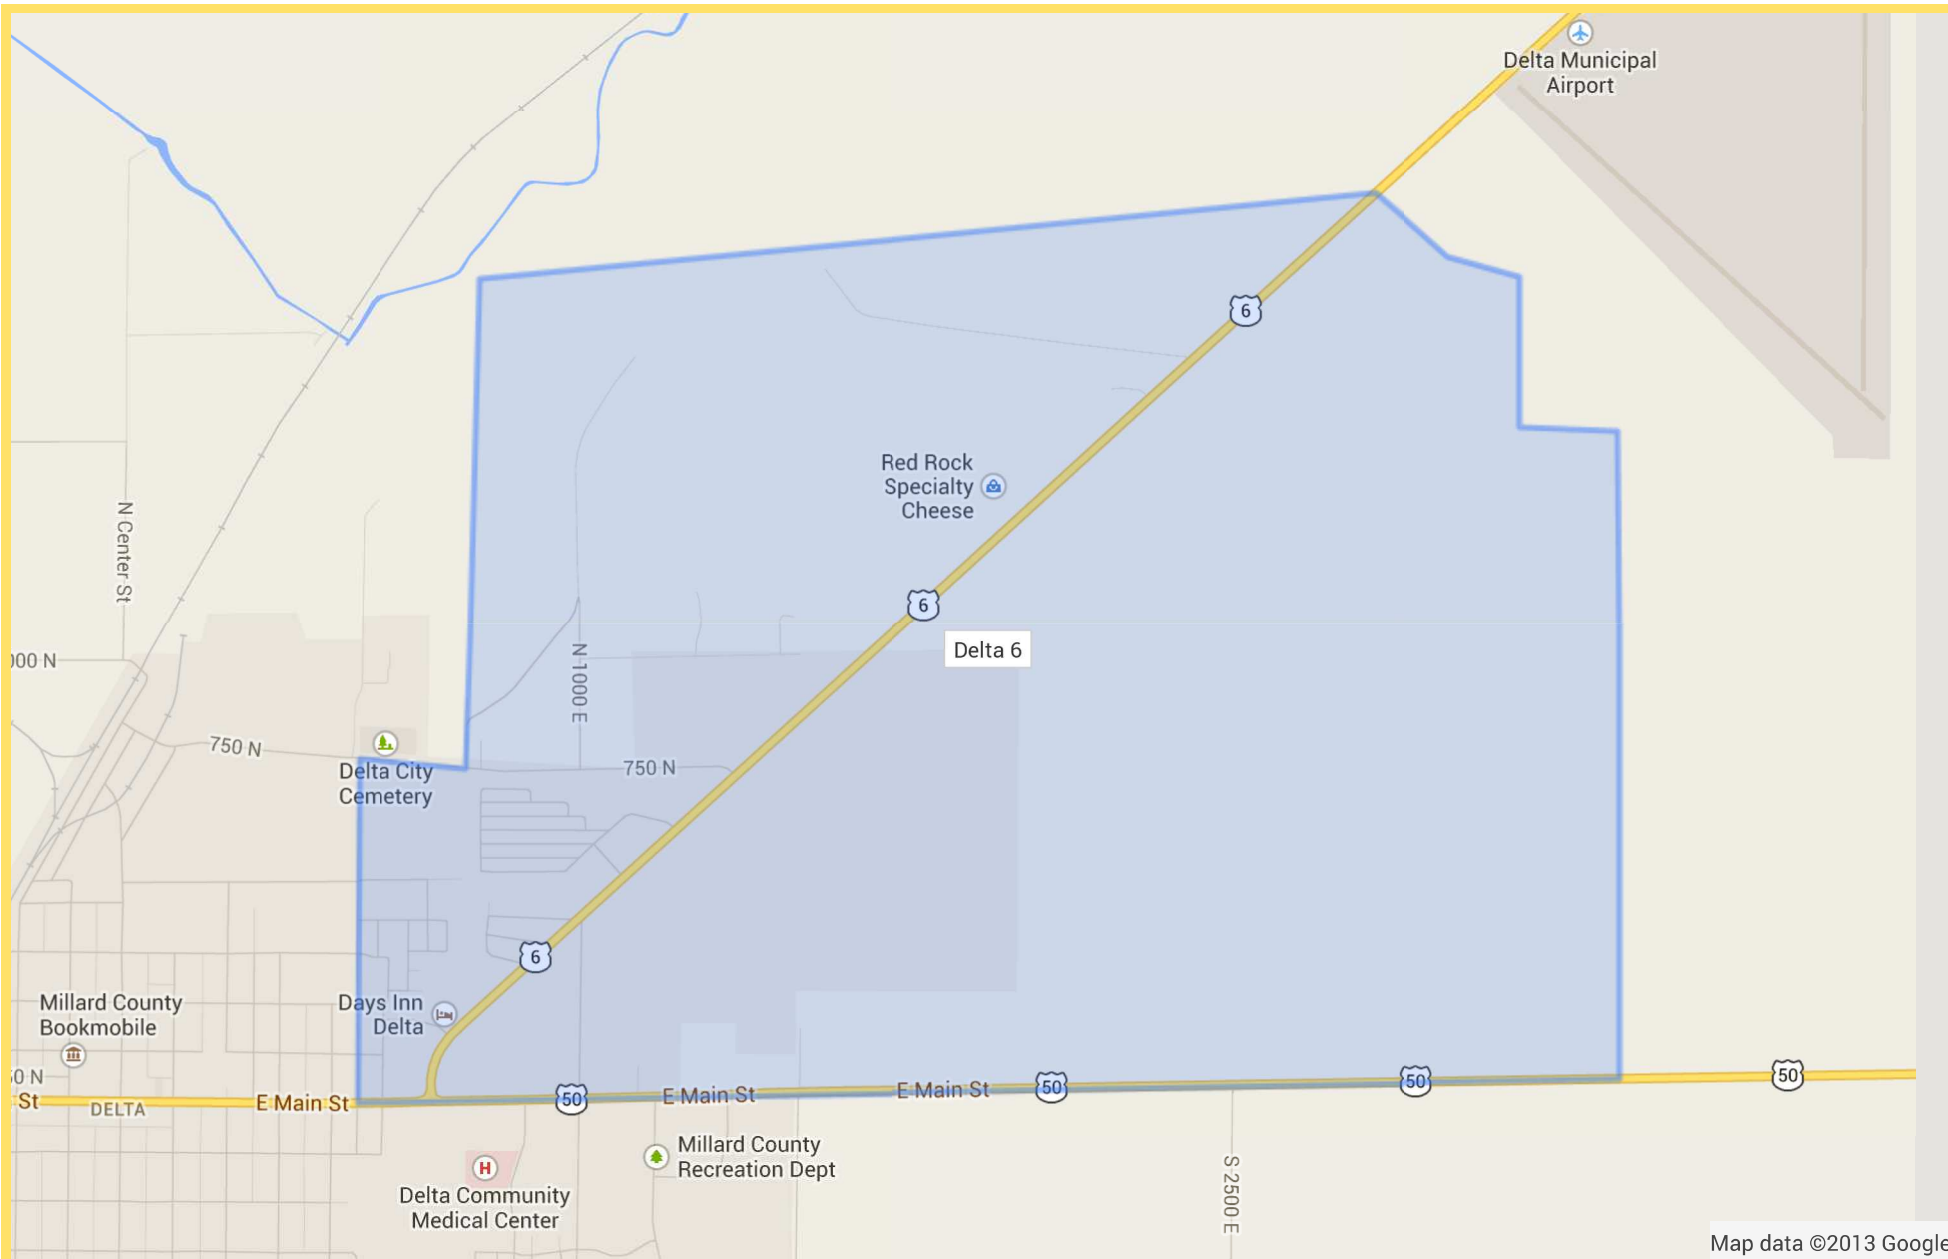 Delta Municipal
Airport
6
Red Rock
Specialty
Cheese
N Center St
6
Delta 6
000 N
N 1000 E
750 N
750 N
Delta City
Cemetery
6
Millard County
Bookmobile
Days Inn
Delta
0 N
St
DELTA
E Main St
50
E Main St
E Main St
50
50
50
Millard County
Recreation Dept
H
Delta Community
Medical Center
S 2500 E
Map data ©2013 Google